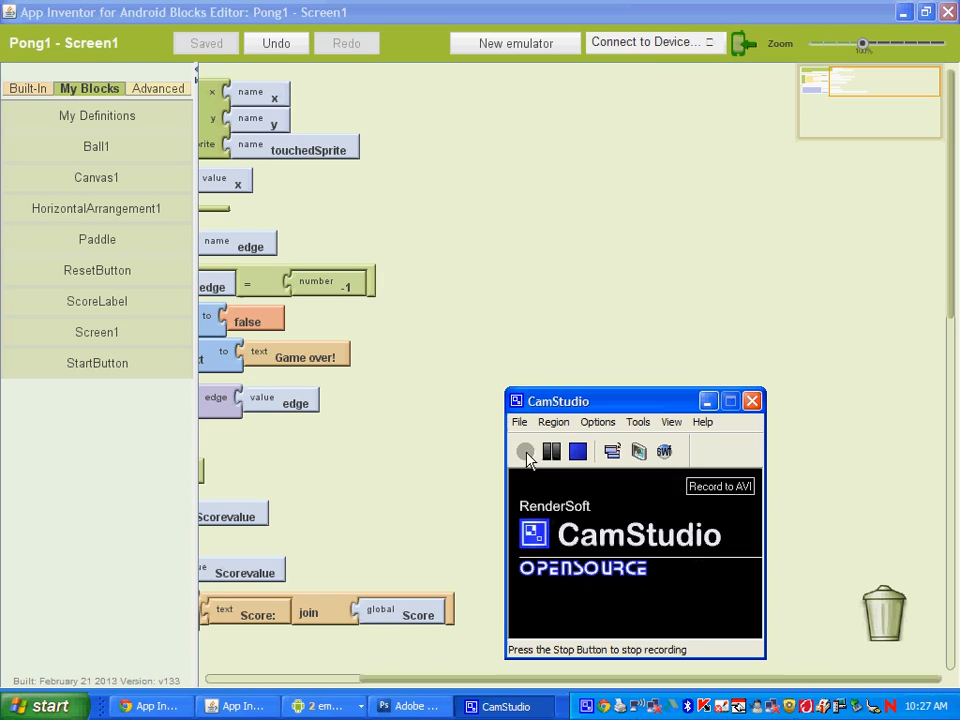 App Inventor for Android Blocks Editor: Pong1 - Screen1
Pong1 - Screen1
Saved
Undo
Redo
New emulator
Connect to Device...
Zoom
100%
Built-In
My Blocks
Advanced
My Definitions
Ball1
Canvas1
HorizontalArrangement1
Paddle
ResetButton
ScoreLabel
Screen1
StartButton
x
name
x
y
name
y
name
touchedSprite
value
x
name
edge
edge
=
number
-1
to
false
to
text
Game over!
edge
value
edge
Scorevalue
Scorevalue
text
Score:
join
global
Score
CamStudio
File
Region
Options
Tools
View
Help
Record to AVI
RenderSoft
CamStudio
OPENSOURCE
Press the Stop Button to stop recording
Built: February 21 2013 Version: v133
start
App In...
App In...
2 em...
Adobe ...
CamStudio
10:27 AM